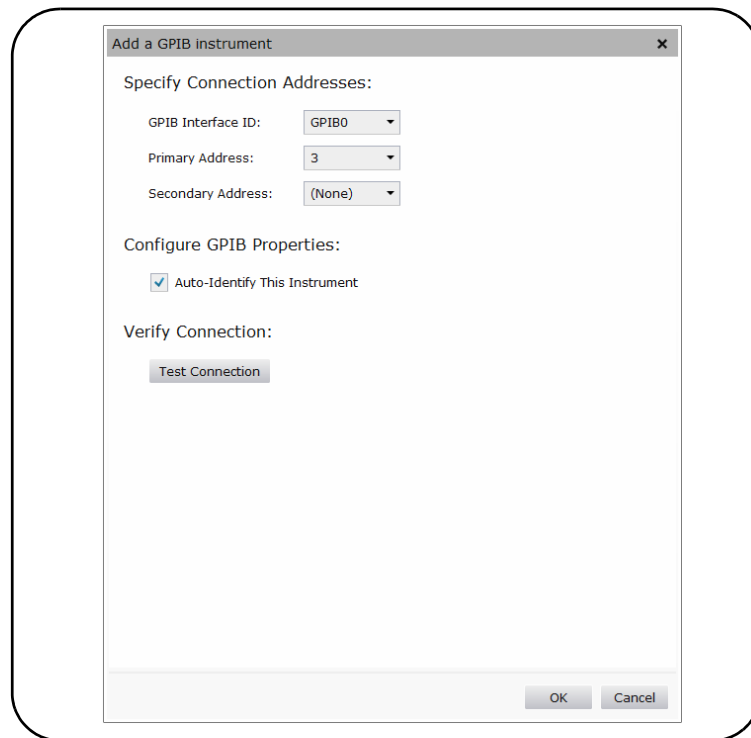 Add a GPIB instrument
Specify Connection Addresses:
GPIB Interface ID: GPIB0
Primary Address: 3
Secondary Address: (None)
Configure GPIB Properties:
Auto-Identify This Instrument
Verify Connection:
Test Connection
OK Cancel